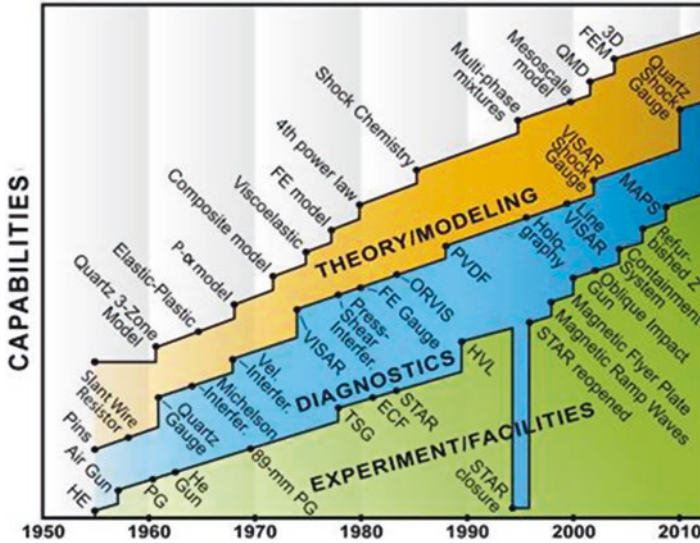 CAPABILITIES
3D
FEM
QMD
Mesoscale
model
Multi-phase
mixtures
Shock Chemistry
4th power law
FE model
Viscoelastic
Composite model
P-α model
Elastic-Plastic
Quartz 3-Zone
Model
THEORY/MODELING
Quartz
Shock
Gauge
VISAR
Shock
Gauge
MAPS
Line
VISAR
Holo-
graphy
PVDF
ORVIS
FE Gauge
Press-
Shear
Interfer.
VISAR
Vel.
Interfer.
Michelson
Interfer.
Quartz
Gauge
Slant Wire
Resistor
Pins
DIAGNOSTICS
Refur-
bished
Containment
System
Oblique Impact
Gun
Magnetic Flyer Plate
Magnetic Ramp Waves
STAR reopened
STAR
closure
HVL
STAR
ECF
TSG
89-mm PG
He
Gun
PG
Air Gun
HE
EXPERIMENT/FACILITIES
1950 1960 1970 1980 1990 2000 2010